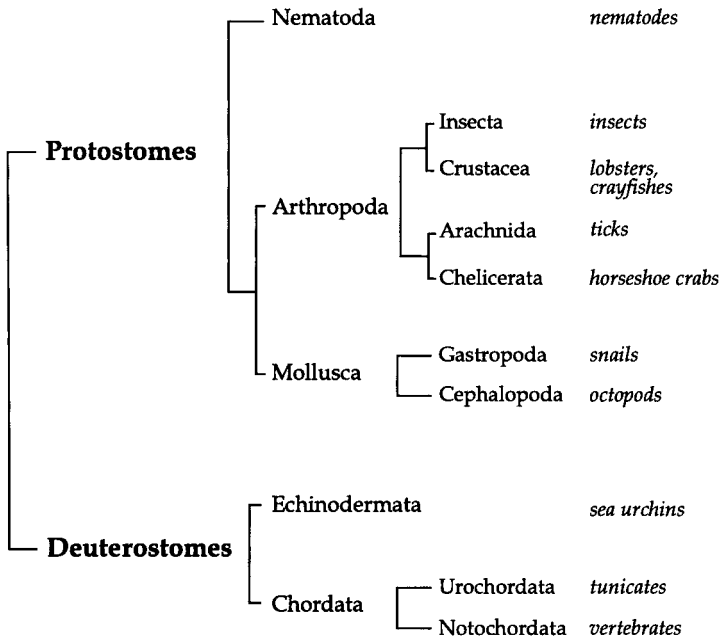 Nematoda nematodes
Insecta insects
Protostomes
Crustacea lobsters,
crayfishes
Arthropoda
Arachnida ticks
Chelicerata horseshoe crabs
Gastropoda snails
Mollusca
Cephalopoda octopods
Echinodermata sea urchins
Deuterostomes
Urochordata tunicates
Chordata
Notochordata vertebrates